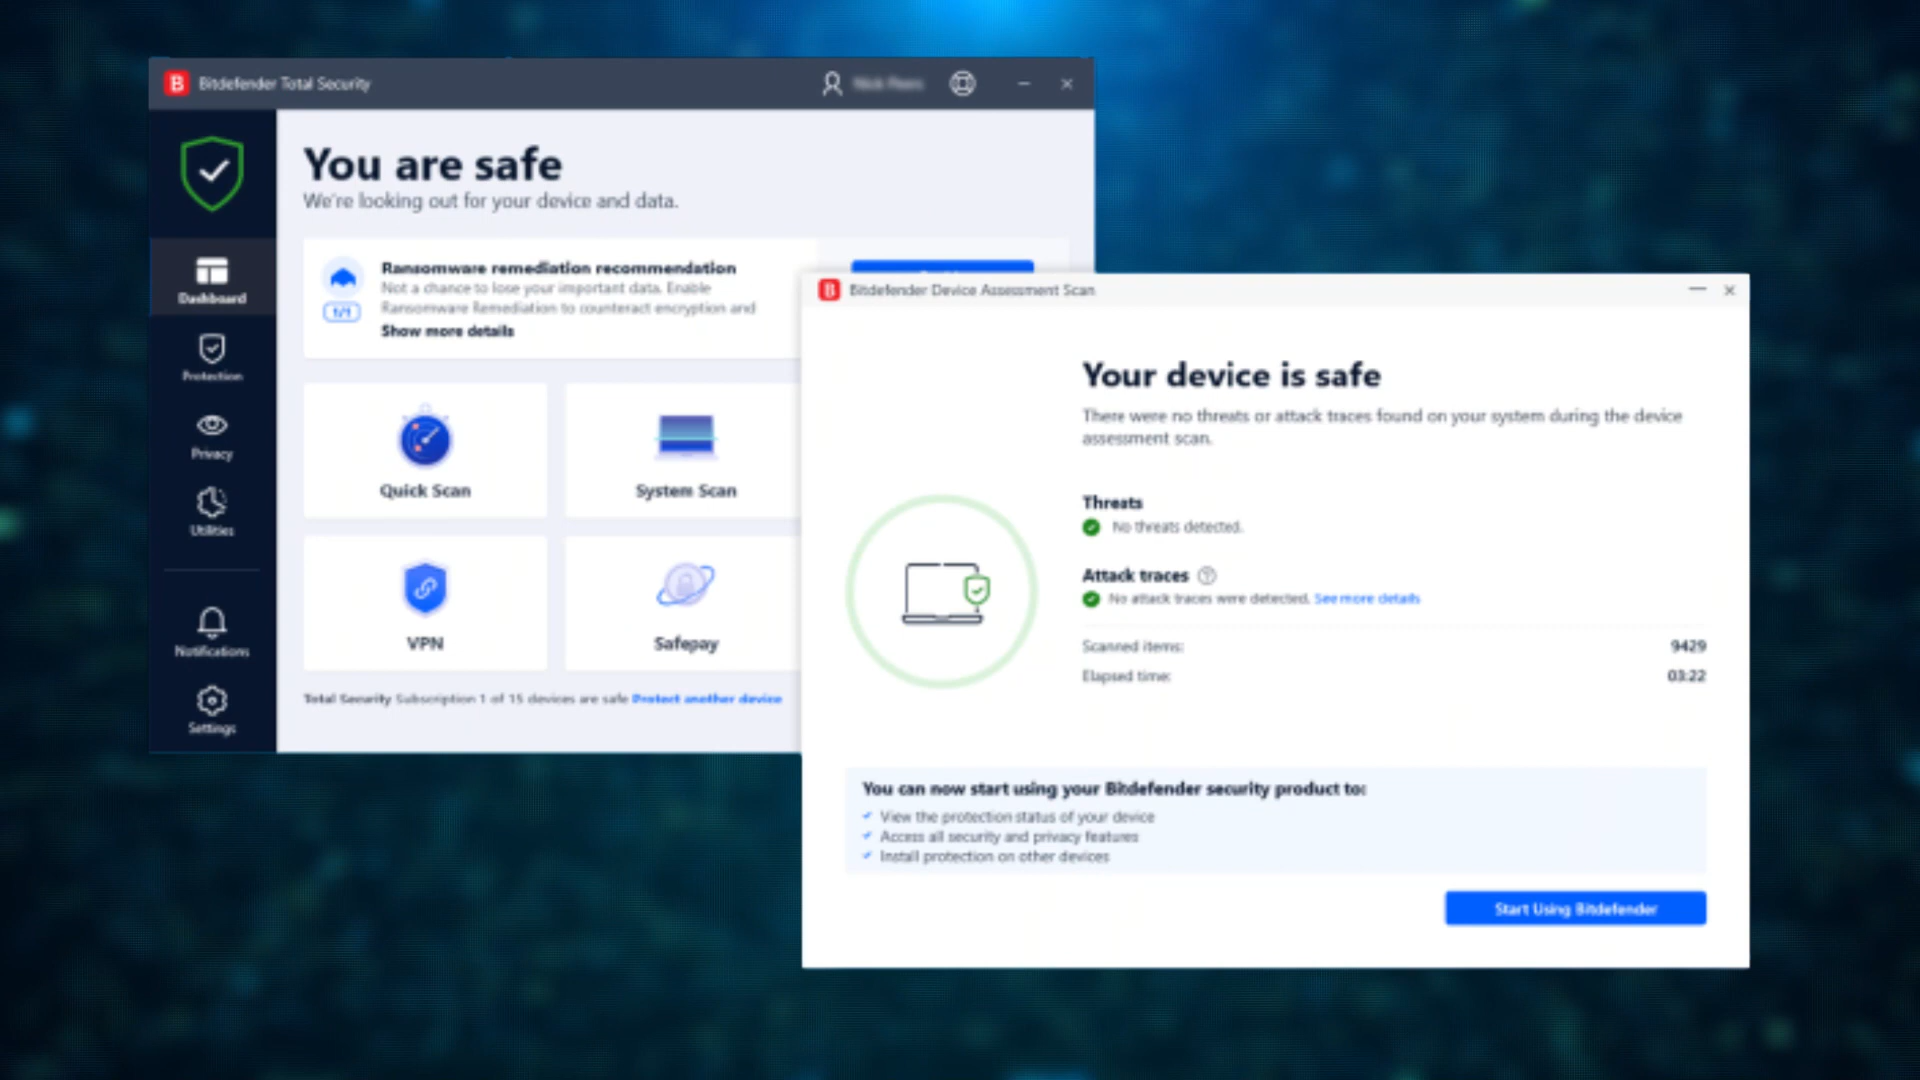 B Bitdefender Total Security
You are safe
We're looking out for your device and data.
Dashboard
Protection
Privacy
Utilities
Notifications
Settings
Ransomware remediation recommendation
Not a chance to lose your important data. Enable
Ransomware Remediation to counteract encryption and
Show more details
1/1
Quick Scan
System Scan
VPN
Safepay
Total Security Subscription 1 of 15 devices are safe Protect another device
B Bitdefender Device Assessment Scan
Your device is safe
There were no threats or attack traces found on your system during the device
assessment scan.
Threats
No threats detected.
Attack traces ?
No attack traces were detected. See more details
Scanned items: 9429
Elapsed time: 03:22
You can now start using your Bitdefender security product to:
View the protection status of your device
Access all security and privacy features
Install protection on other devices
Start Using Bitdefender